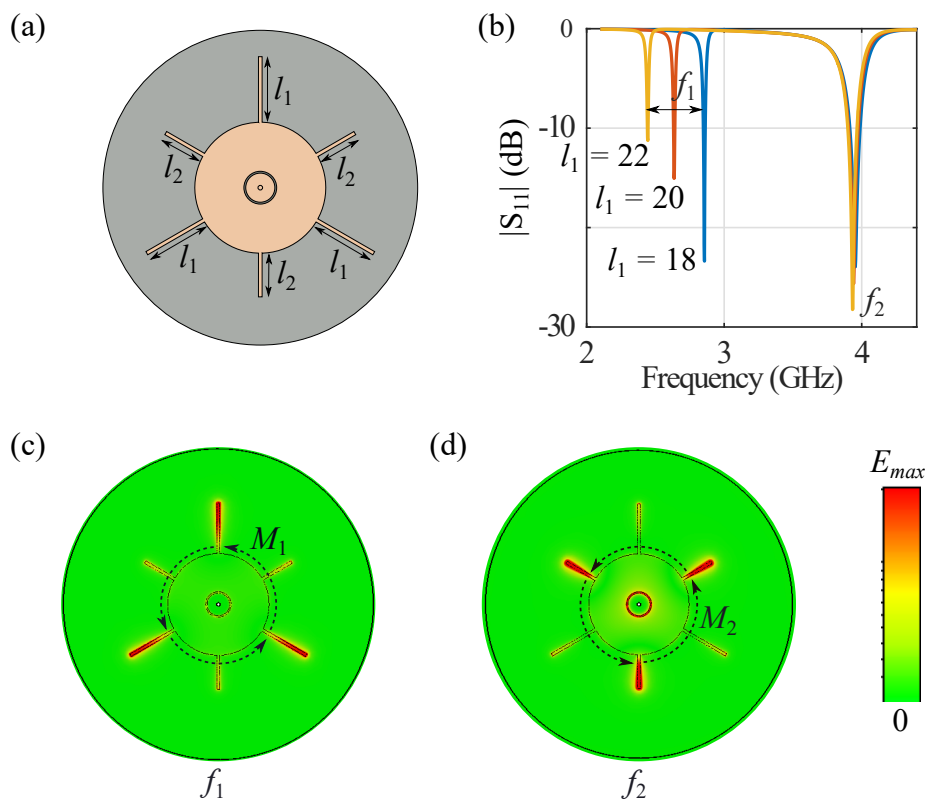 (a)
l₁
l₂
l₂
l₁
l₁
l₂
(b)
0
-10
-30
|S₁₁| (dB)
f₁
l₁ = 22
l₁ = 20
l₁ = 18
f₂
2
3
4
Frequency (GHz)
(c)
M₁
f₁
(d)
M₂
f₂
Eₘₐₓ
0